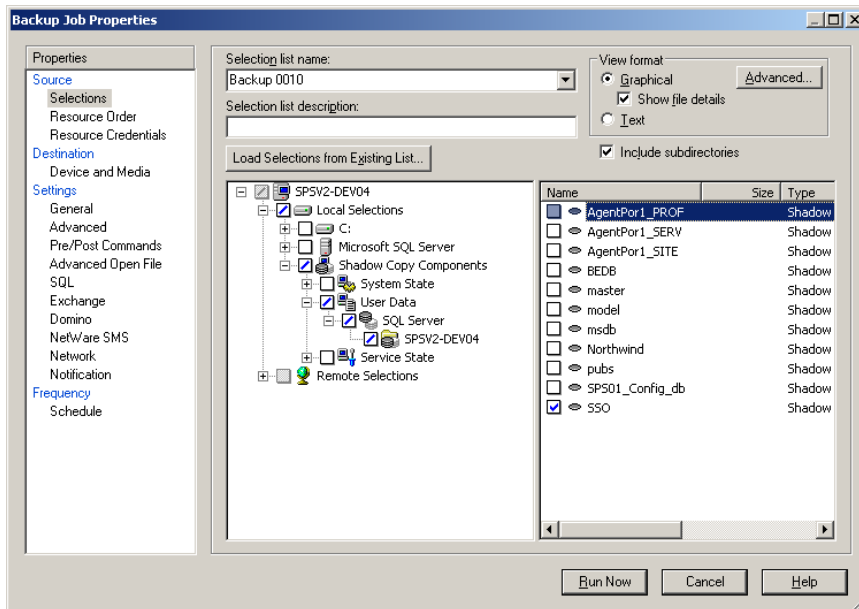 Backup Job Properties
Properties
Source
Selections
Resource Order
Resource Credentials
Destination
Device and Media
Settings
General
Advanced
Pre/Post Commands
Advanced Open File
SQL
Exchange
Domino
NetWare SMS
Network
Notification
Frequency
Schedule
Selection list name:
Backup 0010
Selection list description:
Load Selections from Existing List...
View format
Graphical
Advanced...
Show file details
Text
Include subdirectories
SPSV2-DEV04
Local Selections
C:
Microsoft SQL Server
Shadow Copy Components
System State
User Data
SQL Server
SPSV2-DEV04
Service State
Remote Selections
Name Size Type
AgentPor1_PROF Shadow
AgentPor1_SERV Shadow
AgentPor1_SITE Shadow
BEDB Shadow
master Shadow
model Shadow
msdb Shadow
Northwind Shadow
pubs Shadow
SPS01_Config_db Shadow
SSO Shadow
Run Now Cancel Help